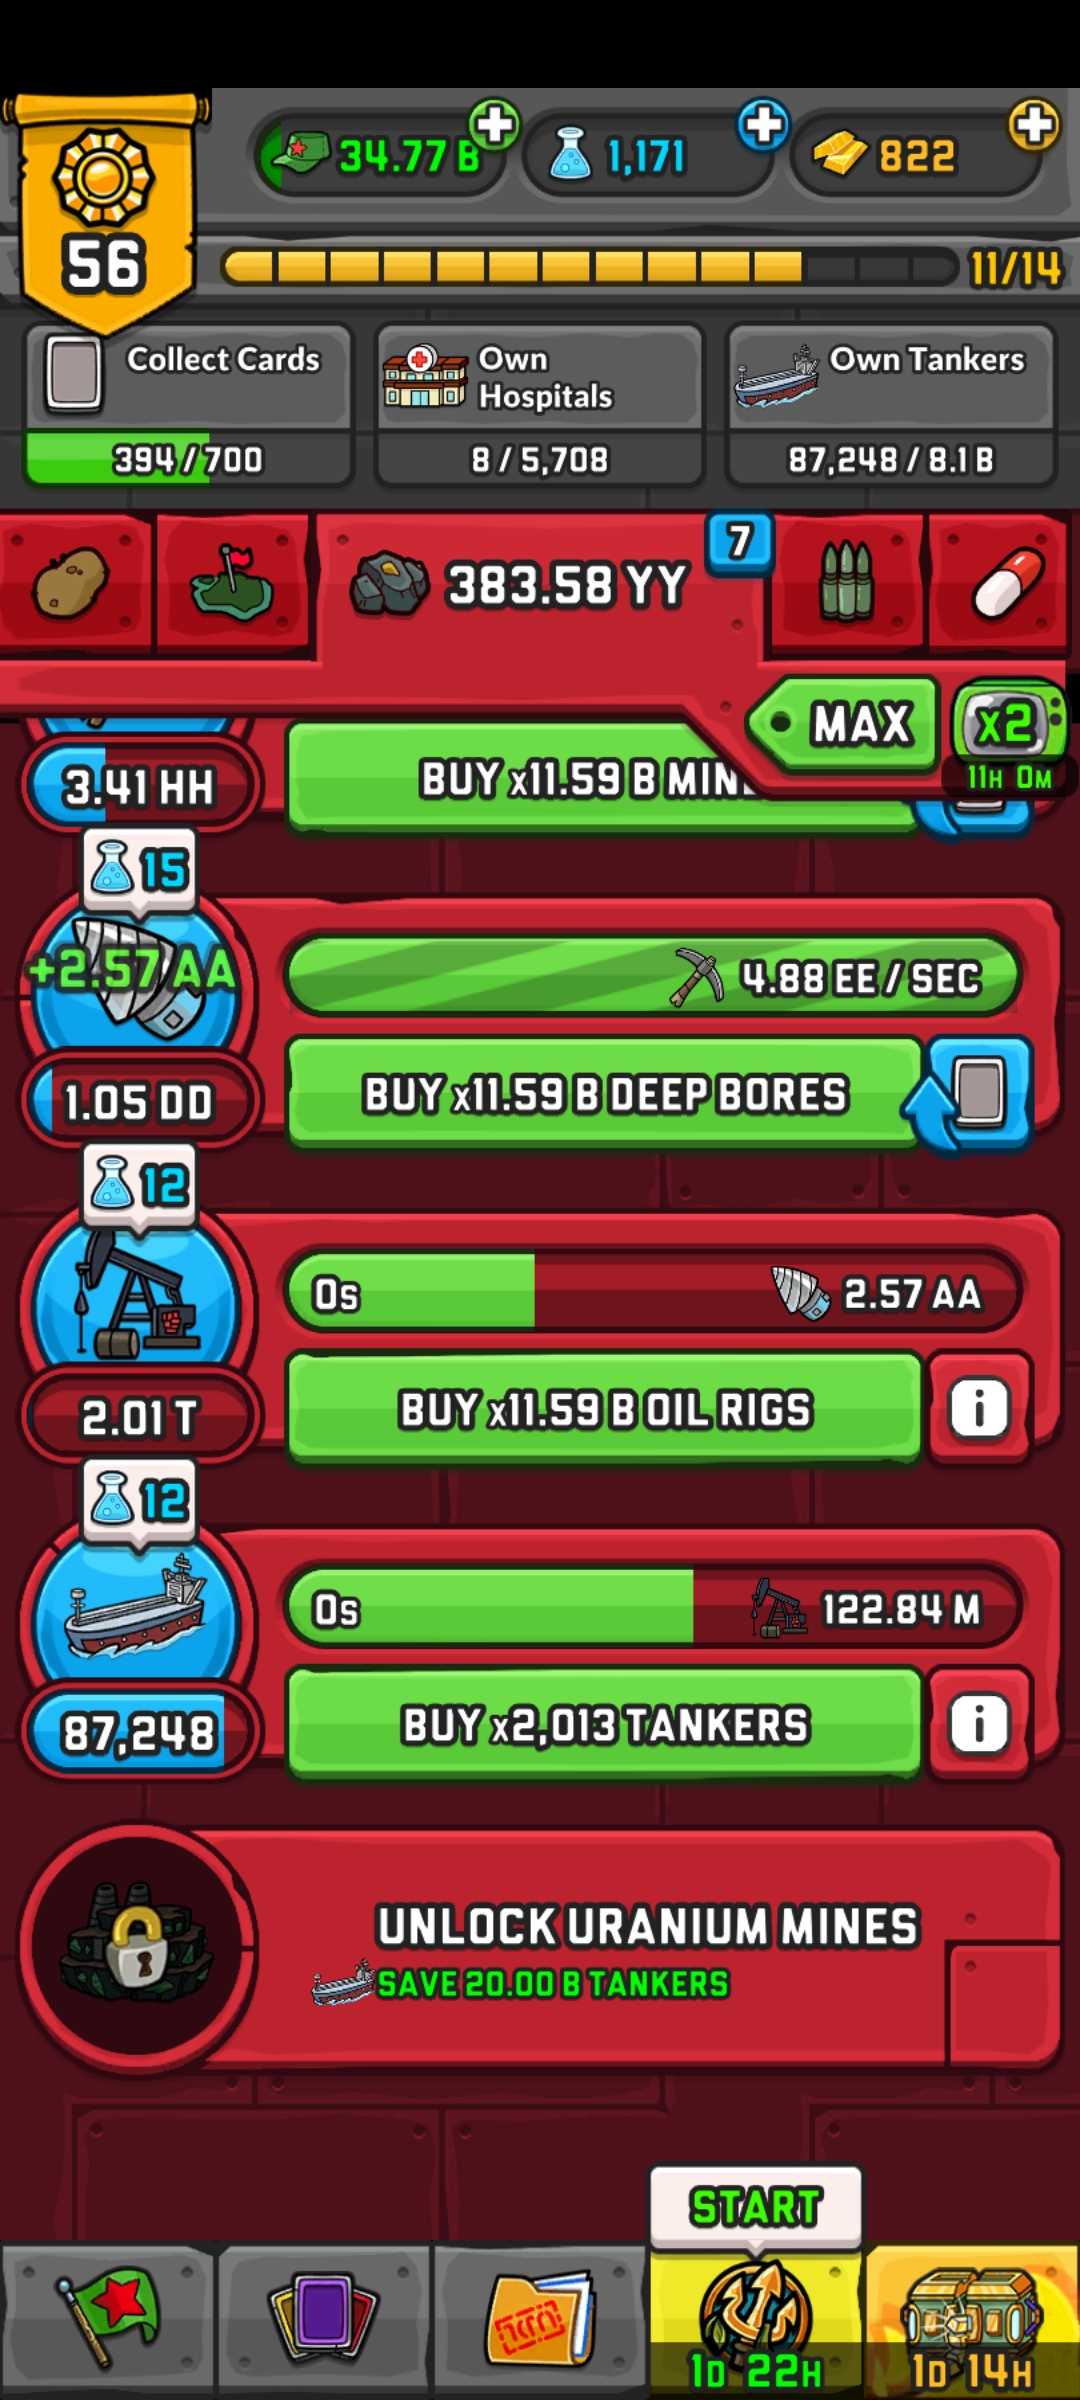 34.77 B
1,171
822
56
11/14
Collect Cards
394/700
Own
Hospitals
8/5,708
Own Tankers
87,248/8.1 B
383.58 YY
7
MAX
x2
11H 0M
3.41 HH
BUY x11.59 B
15
+2.57 AA
4.88 EE/SEC
1.05 DD
BUY x11.59 B DEEP BORES
12
0s
2.57 AA
2.01 T
BUY x11.59 B OIL RIGS
i
12
0s
122.84 M
87,248
BUY x2,013 TANKERS
i
UNLOCK URANIUM MINES
SAVE 20.00 B TANKERS
START
1D 22H
1D 14H